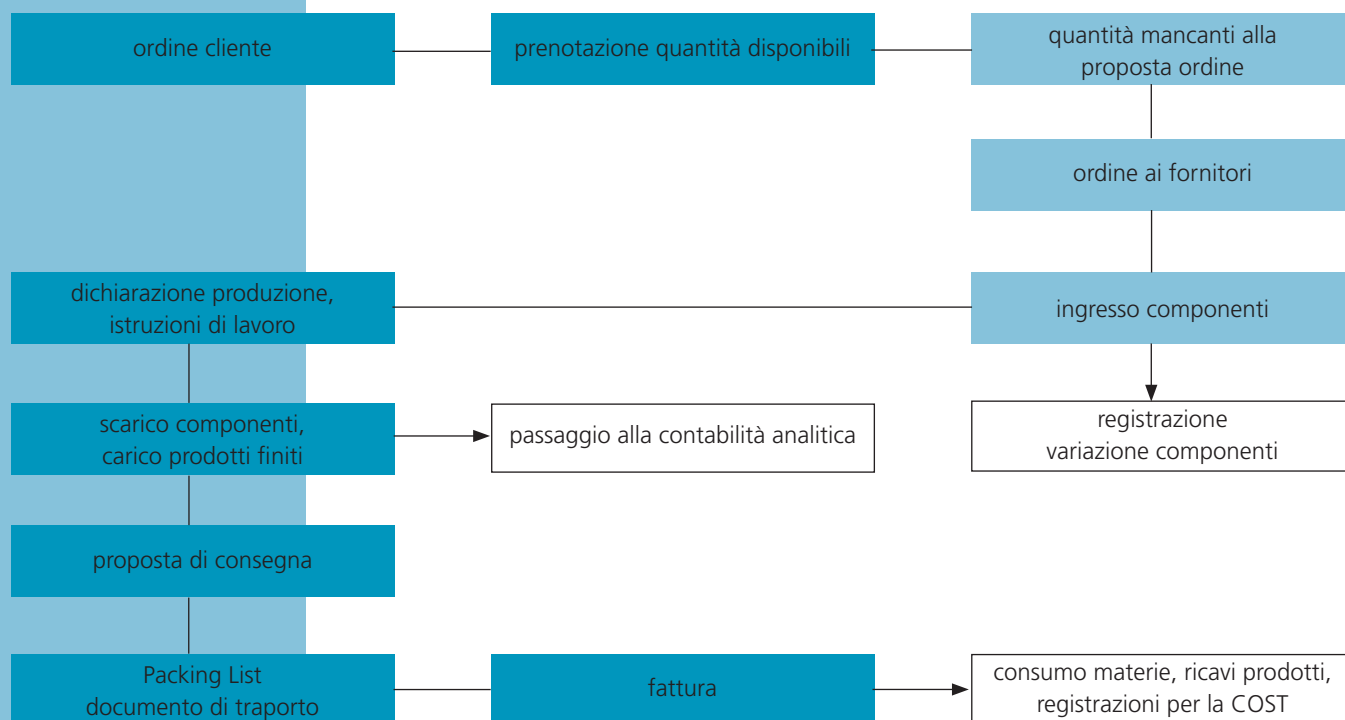 ordine cliente
prenotazione quantità disponibili
quantità mancanti alla
proposta ordine
ordine ai fornitori
dichiarazione produzione,
istruzioni di lavoro
ingresso componenti
scarico componenti,
carico prodotti finiti
passaggio alla contabilità analitica
registrazione
variazione componenti
proposta di consegna
Packing List
documento di traporto
fattura
consumo materie, ricavi prodotti,
registrazioni per la COST